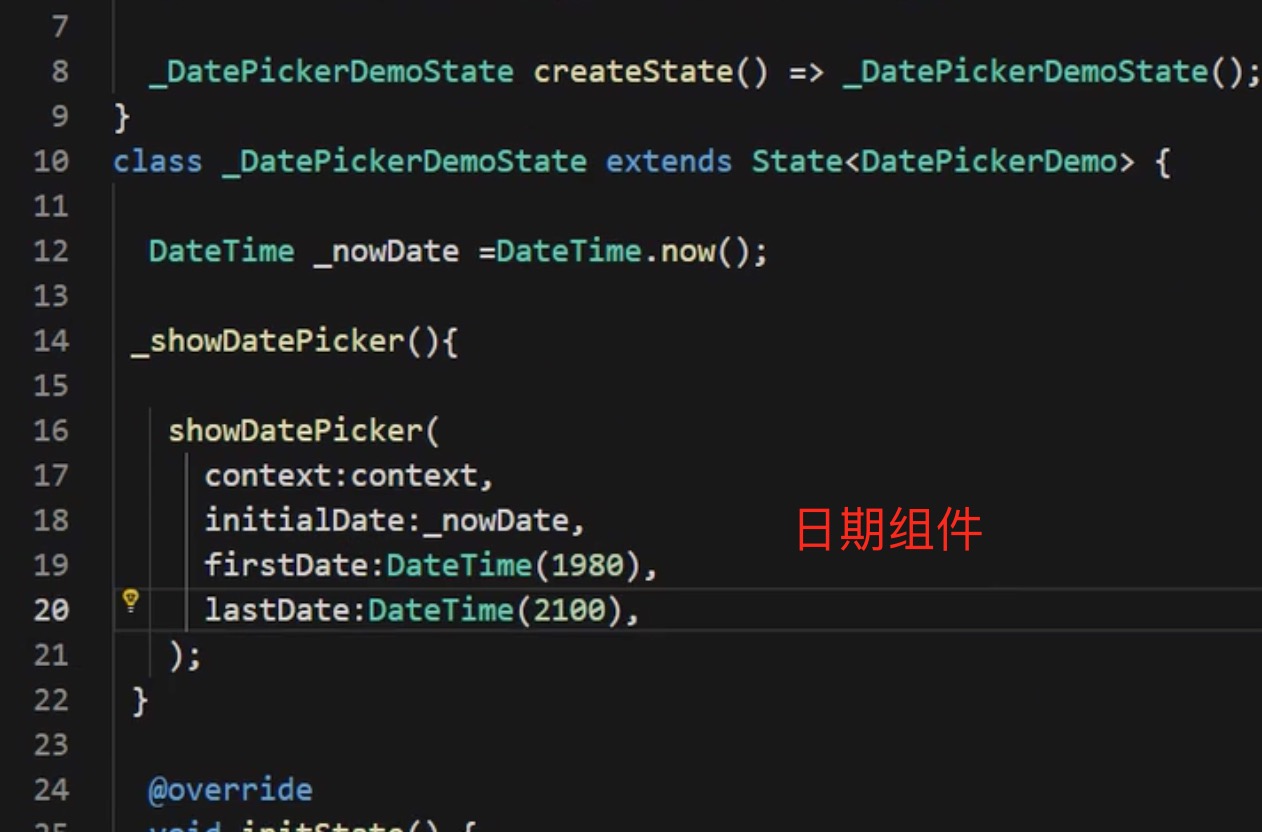 7
8 _DatePickerDemoState createState() => _DatePickerDemoState();
9 }
10 class _DatePickerDemoState extends State<DatePickerDemo> {
11
12 DateTime _nowDate =DateTime.now();
13
14 _showDatePicker(){
15
16 showDatePicker(
17 context:context,
18 initialDate:_nowDate,
日期组件
19 firstDate:DateTime(1980),
20 lastDate:DateTime(2100),
21 );
22 }
23
24 @override
25 void initState() {